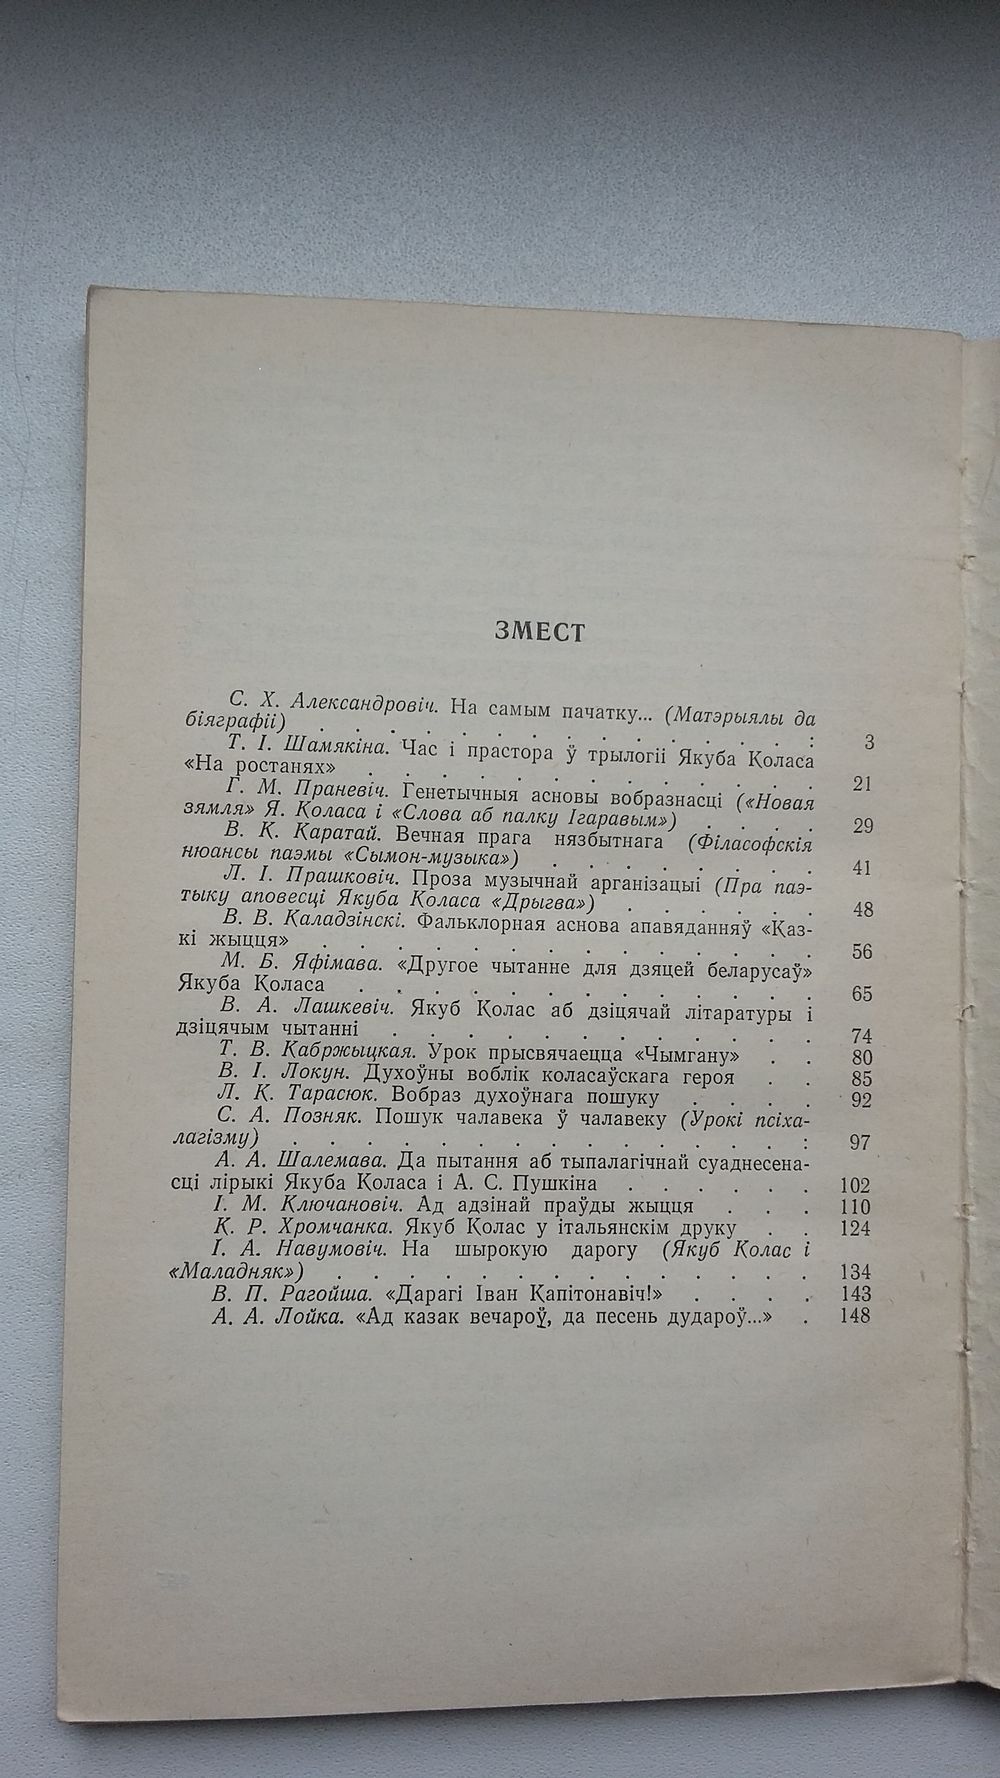 ЗМЕСТ
С. Х. Александровіч. На самым пачатку... (Матэрыялы да
біяграфіі) . . . . . . . . . . . : 3
Т. І. Шамякіна. Час і прастора ў трылогіі Якуба Коласа
«На ростанях» . . . . . . . . . . . 21
Г. М. Праневіч. Генетычныя асновы вобразнасці («Новая
зямля» Я. Коласа і «Слова аб палку Ігаравым») . . . . 29
В. К. Каратай. Вечная прага нязбытнага (Філасофскія
нюансы паэмы «Сымон-музыка») . . . . . . . 41
Л. І. Прашковіч. Проза музычнай арганізацыі (Пра паэ-
тыку аповесці Якуба Коласа «Дрыгва») . . . . . 48
В. В. Каладзінскі. Фальклорная аснова апавяданняў «Каз-
кі жыцця» . . . . . . . . . . . . 56
М. Б. Яфімава. «Другое чытанне для дзяцей беларусаў»
Якуба Коласа . . . . . . . . . . . 65
В. А. Лашкевіч. Якуб Колас аб дзіцячай літаратуры і
дзіцячым чытанні . . . . . . . . . . 74
Т. В. Кабржыцкая. Урок прысвячаецца «Чымгану» . . 80
В. І. Локун. Духоўны воблік коласаўскага героя . . 85
Л. К. Тарасюк. Вобраз духоўнага пошуку . . . . 92
С. А. Позняк. Пошук чалавека ў чалавеку (Урокі псіха-
лагізму) . . . . . . . . . . . . : 97
А. А. Шалемава. Да пытання аб тыпалагічнай суаднесена-
сці лірыкі Якуба Коласа і А. С. Пушкіна . . . . . 102
І. М. Ключановіч. Ад адзінай праўды жыцця . . . 110
К. Р. Хромчанка. Якуб Колас у італьянскім друку . . 124
І. А. Навумовіч. На шырокую дарогу (Якуб Колас і
«Маладняк») . . . . . . . . . . . . 134
В. П. Рагойша. «Дарагі Іван Капітонавіч!» . . . . 143
А. А. Лойка. «Ад казак вечароў, да песень дудароў...» . 148